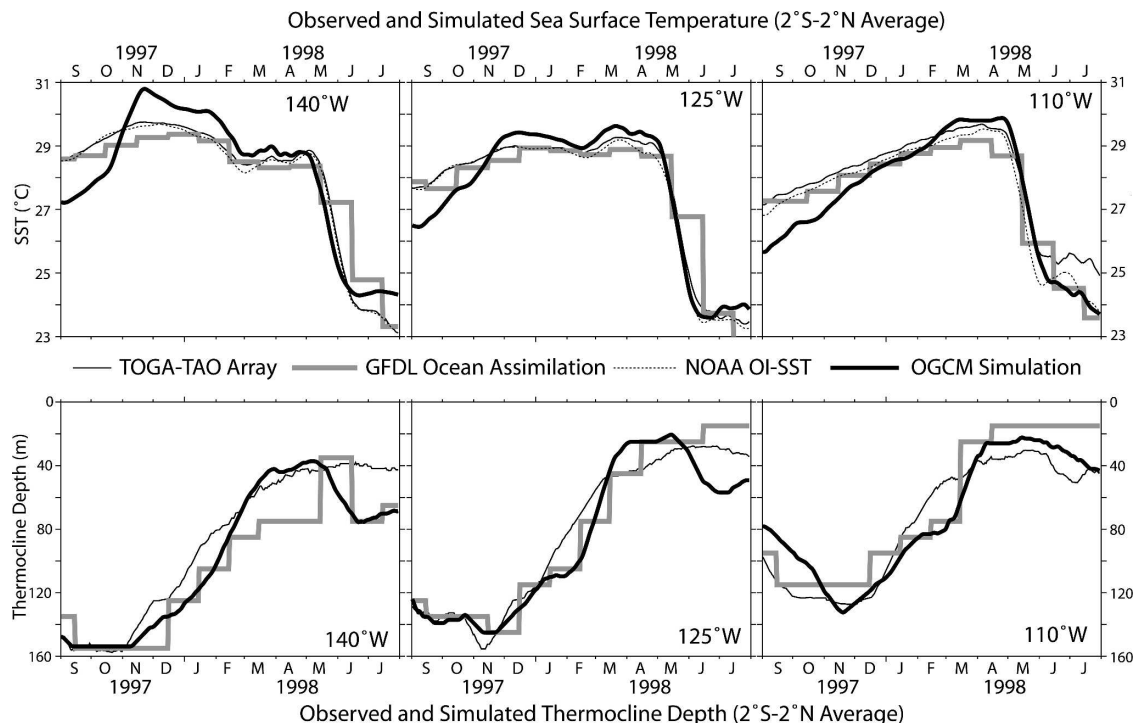 Observed and Simulated Sea Surface Temperature (2˚S-2˚N Average)
1997 1998 1997 1998 1997 1998
S O N D J F M A M J J S O N D J F M A M J J S O N D J F M A M J J
31 140˚W 125˚W 110˚W 31
29 29
27 27
25 25
23 23
SST (˚C)
TOGA-TAO Array GFDL Ocean Assimilation NOAA OI-SST OGCM Simulation
0 0
40 40
80 80
120 120
160 140˚W 125˚W 110˚W 160
Thermocline Depth (m)
S O N D J F M A M J J S O N D J F M A M J J S O N D J F M A M J J
1997 1998 1997 1998 1997 1998
Observed and Simulated Thermocline Depth (2˚S-2˚N Average)